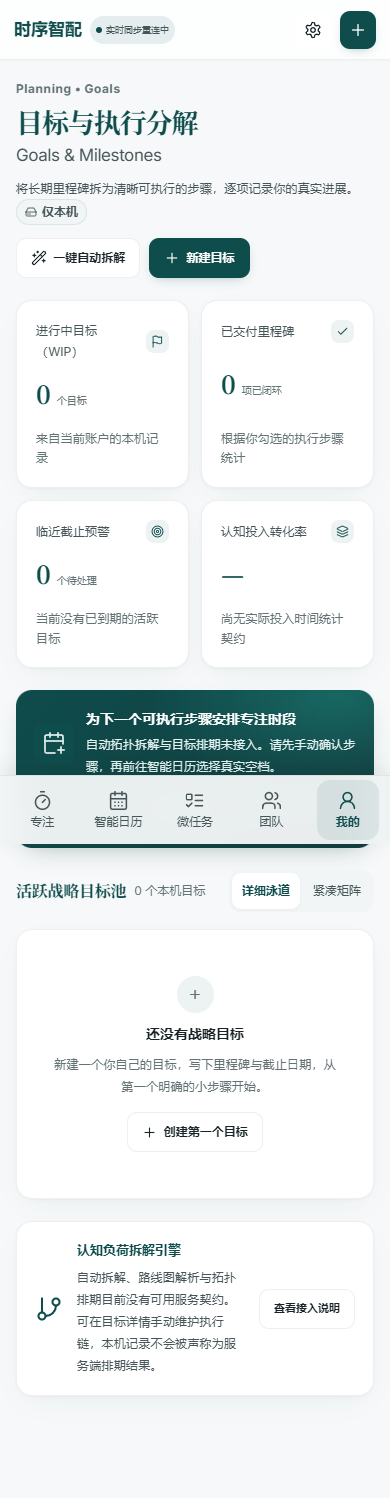 时序智配
实时同步重连中
Planning • Goals
目标与执行分解
Goals & Milestones
将长期里程碑拆为清晰可执行的步骤，逐项记录你的真实进展。
仅本机
一键自动拆解
新建目标
进行中目标
（WIP）
0 个目标
来自当前账户的本机记
录
已交付里程碑
0 项已闭环
根据你勾选的执行步骤
统计
临近截止预警
0 个待处理
当前没有已到期的活跃
目标
认知投入转化率
—
尚无实际投入时间统计
契约
为下一个可执行步骤安排专注时段
自动拓扑拆解与目标排期未接入。请先手动确认步
骤，再前往智能日历选择真实空档。
专注
智能日历
微任务
团队
我的
活跃战略目标池 0 个本机目标
详细泳道
紧凑矩阵
还没有战略目标
新建一个你自己的目标，写下里程碑与截止日期，从
第一个明确的小步骤开始。
创建第一个目标
认知负荷拆解引擎
自动拆解、路线图解析与拓扑
排期目前没有可用服务契约。
可在目标详情手动维护执行
链，本机记录不会被声称为服
务端排期结果。
查看接入说明